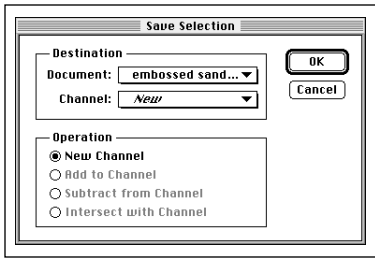 Save Selection
Destination
Document: embossed sand...
Channel: New
OK
Cancel
Operation
New Channel
Add to Channel
Subtract from Channel
Intersect with Channel